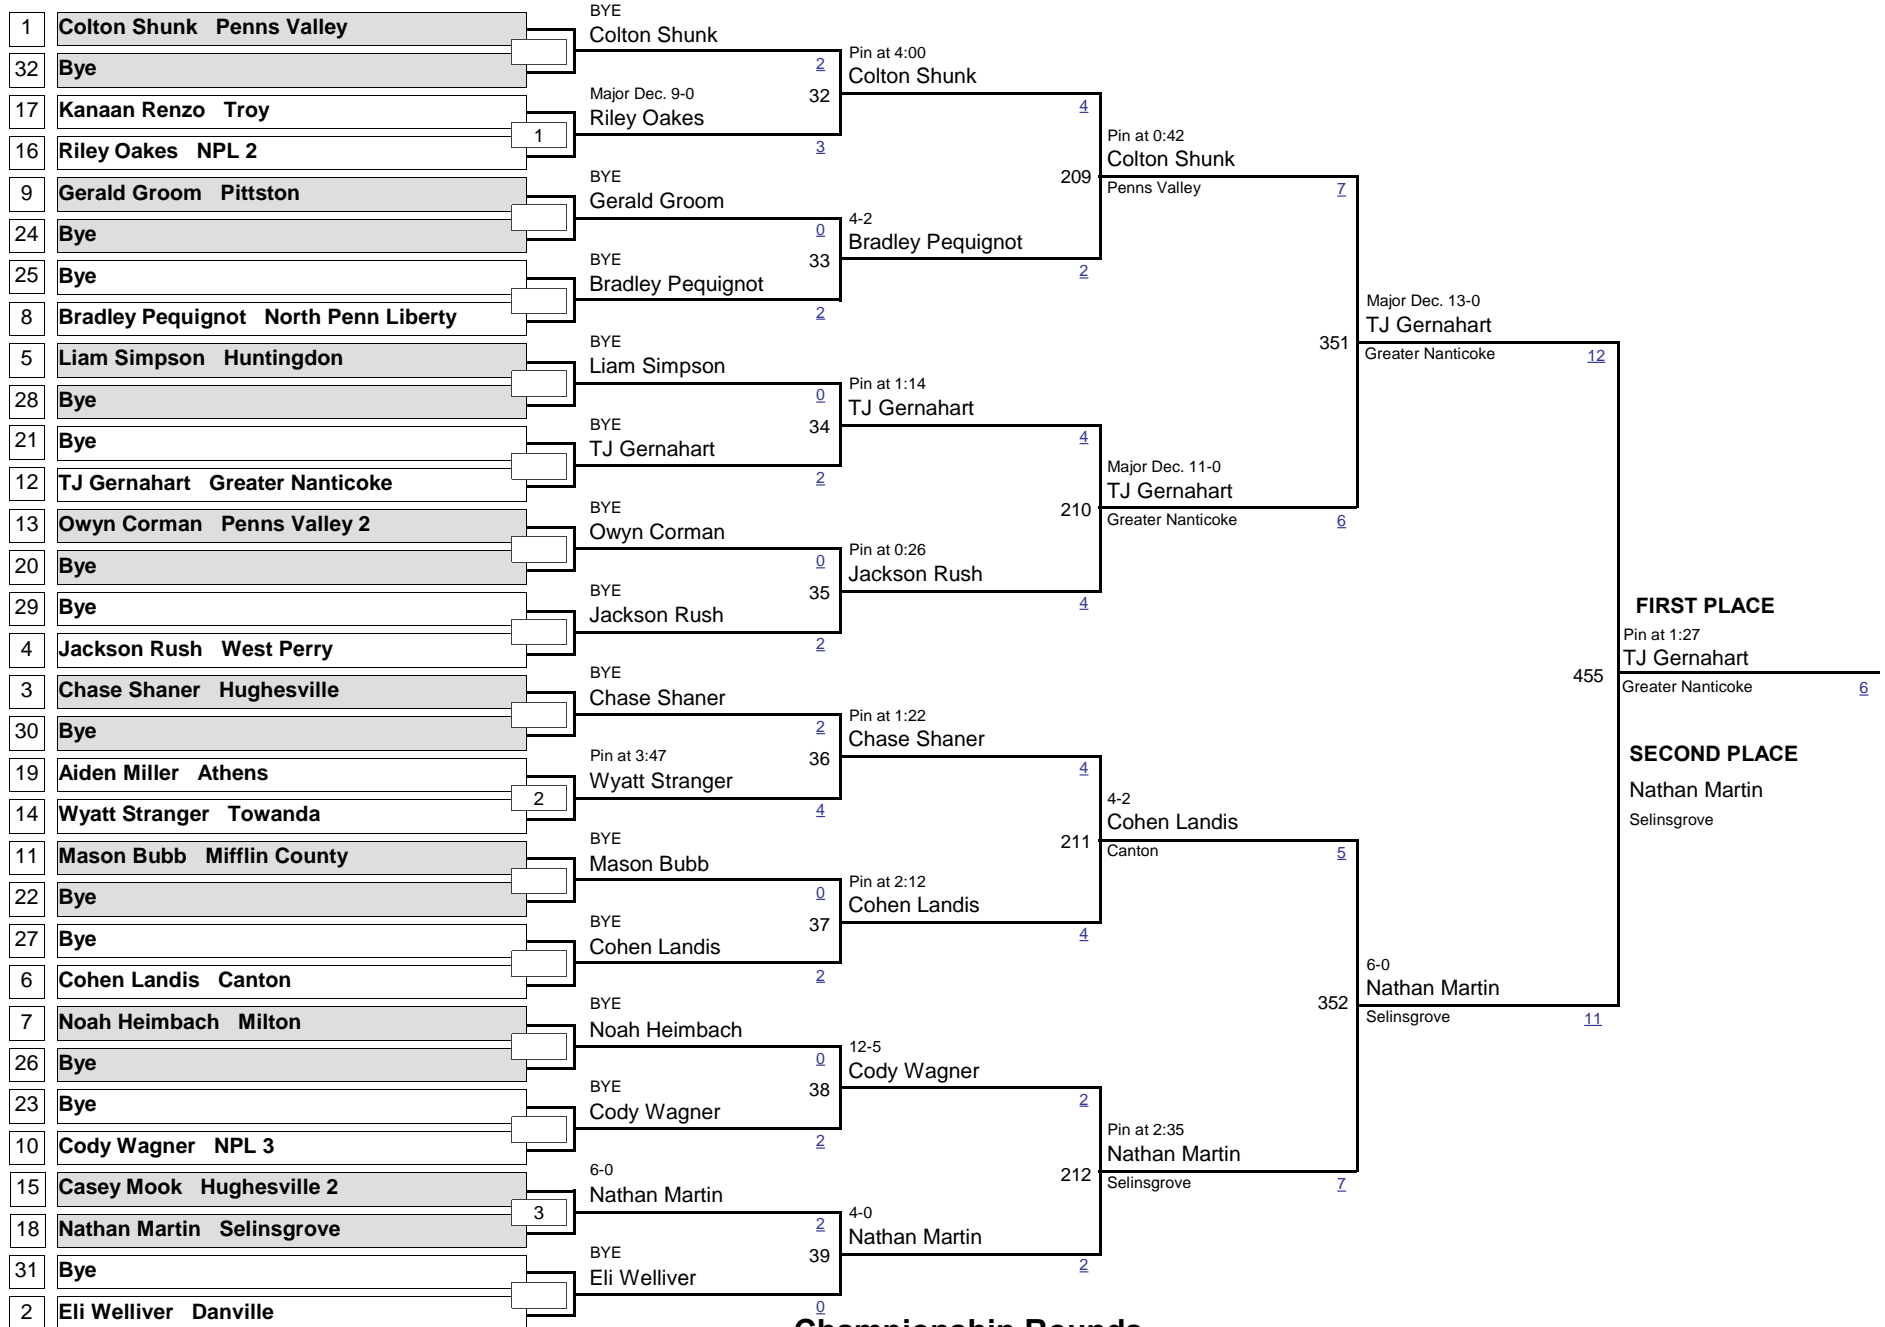 1 Colton Shunk Penns Valley
32 Bye
17 Kanaan Renzo Troy
1
16 Riley Oakes NPL 2
9 Gerald Groom Pittston
24 Bye
25 Bye
8 Bradley Pequignot North Penn Liberty
5 Liam Simpson Huntingdon
28 Bye
21 Bye
12 TJ Gernahart Greater Nanticoke
13 Owyn Corman Penns Valley 2
20 Bye
29 Bye
4 Jackson Rush West Perry
3 Chase Shaner Hughesville
30 Bye
19 Aiden Miller Athens
2
14 Wyatt Stranger Towanda
11 Mason Bubb Mifflin County
22 Bye
27 Bye
6 Cohen Landis Canton
7 Noah Heimbach Milton
26 Bye
23 Bye
10 Cody Wagner NPL 3
15 Casey Mook Hughesville 2
3
18 Nathan Martin Selinsgrove
31 Bye
2 Eli Welliver Danville
BYE
Colton Shunk
2
Major Dec. 9-0
32
Riley Oakes
3
BYE
Gerald Groom
0
BYE
33
Bradley Pequignot
2
BYE
Liam Simpson
0
BYE
34
TJ Gernahart
2
BYE
Owyn Corman
0
BYE
35
Jackson Rush
2
BYE
Chase Shaner
2
Pin at 3:47
36
Wyatt Stranger
4
BYE
Mason Bubb
0
BYE
37
Cohen Landis
2
BYE
Noah Heimbach
0
BYE
38
Cody Wagner
2
6-0
Nathan Martin
2
BYE
39
Eli Welliver
0
Pin at 4:00
Colton Shunk
4
209
4-2
Bradley Pequignot
2
Pin at 1:14
TJ Gernahart
4
210
Pin at 0:26
Jackson Rush
4
Pin at 1:22
Chase Shaner
4
211
Pin at 2:12
Cohen Landis
4
12-5
Cody Wagner
2
212
4-0
Nathan Martin
2
Pin at 0:42
Colton Shunk
Penns Valley
7
351
Major Dec. 11-0
TJ Gernahart
Greater Nanticoke
6
4-2
Cohen Landis
Canton
5
352
Pin at 2:35
Nathan Martin
Selinsgrove
7
Major Dec. 13-0
TJ Gernahart
Greater Nanticoke
12
455
6-0
Nathan Martin
Selinsgrove
11
FIRST PLACE
Pin at 1:27
TJ Gernahart
Greater Nanticoke
6
SECOND PLACE
Nathan Martin
Selinsgrove
Championship Rounds